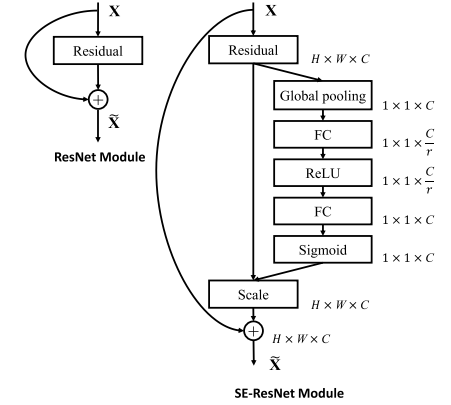 X
Residual
+
X̃
ResNet Module
X
Residual
H × W × C
Global pooling
1 × 1 × C
FC
1 × 1 × C/r
ReLU
1 × 1 × C/r
FC
1 × 1 × C
Sigmoid
1 × 1 × C
Scale
H × W × C
+
H × W × C
X̃
SE-ResNet Module